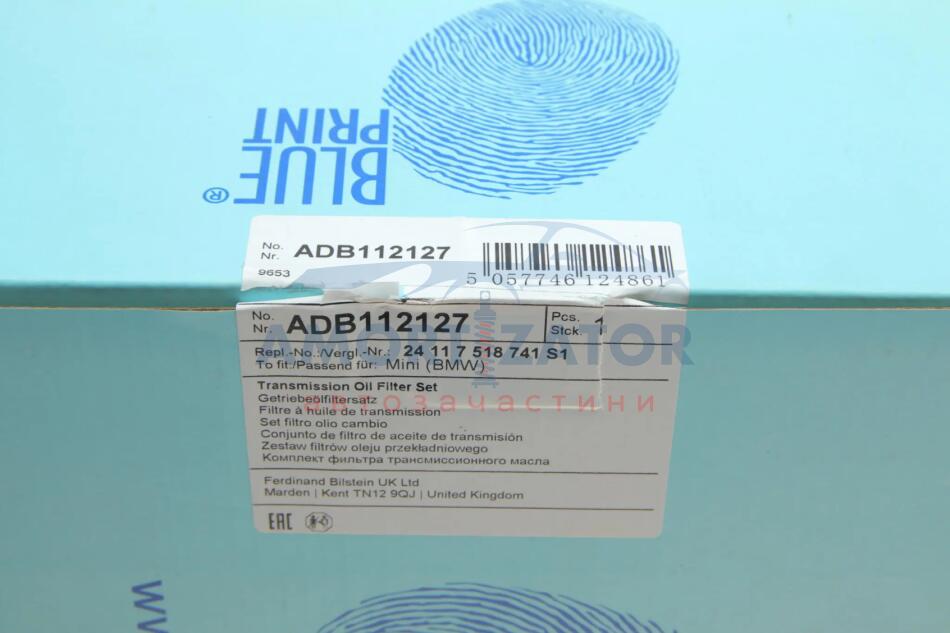 BLUE
PRINT
®
No.
Nr. ADB112127
9653
5 057746 124861
No.
Nr. ADB112127
Pcs.
Stck. 1
Repl.-No.:/Vergl.-Nr.: 24 11 7 518 741 S1
To fit:/Passend für: Mini (BMW)
Transmission Oil Filter Set
Getriebeölfiltersatz
Filtre à huile de transmission
Set filtro olio cambio
Conjunto de filtro de aceite de transmisión
Zestaw filtrów oleju przekładniowego
Комплект фильтра трансмиссионного масла
Ferdinand Bilstein UK Ltd
Marden | Kent TN12 9QJ | United Kingdom
EAC
AMORTIZATOR
автозапчастини
w